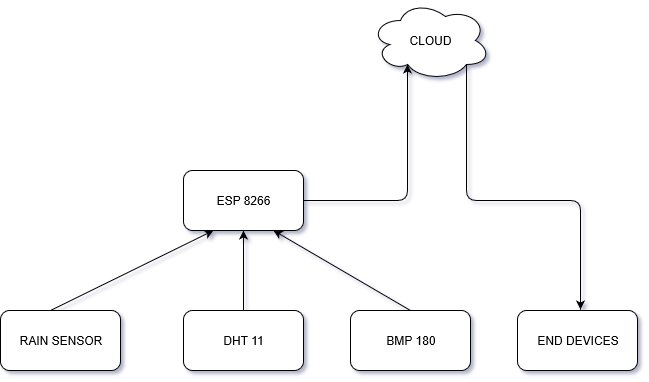 CLOUD
ESP 8266
RAIN SENSOR
DHT 11
BMP 180
END DEVICES